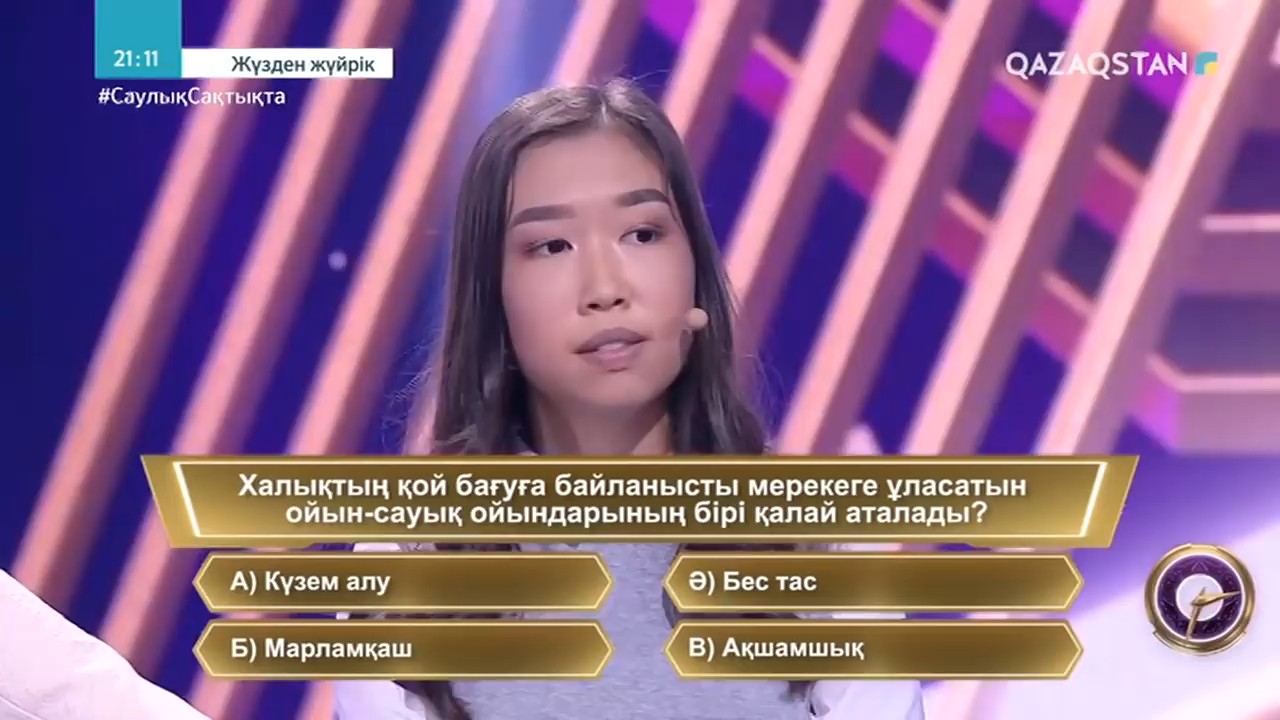 21:11
Жүзден жүйрік
#СаулықСақтықта
QAZAQSTAN
Халықтың қой бағуға байланысты мерекеге ұласатын
ойын-сауық ойындарының бірі қалай аталады?
А) Күзем алу
Ә) Бес тас
Б) Марламқаш
В) Ақшамшық